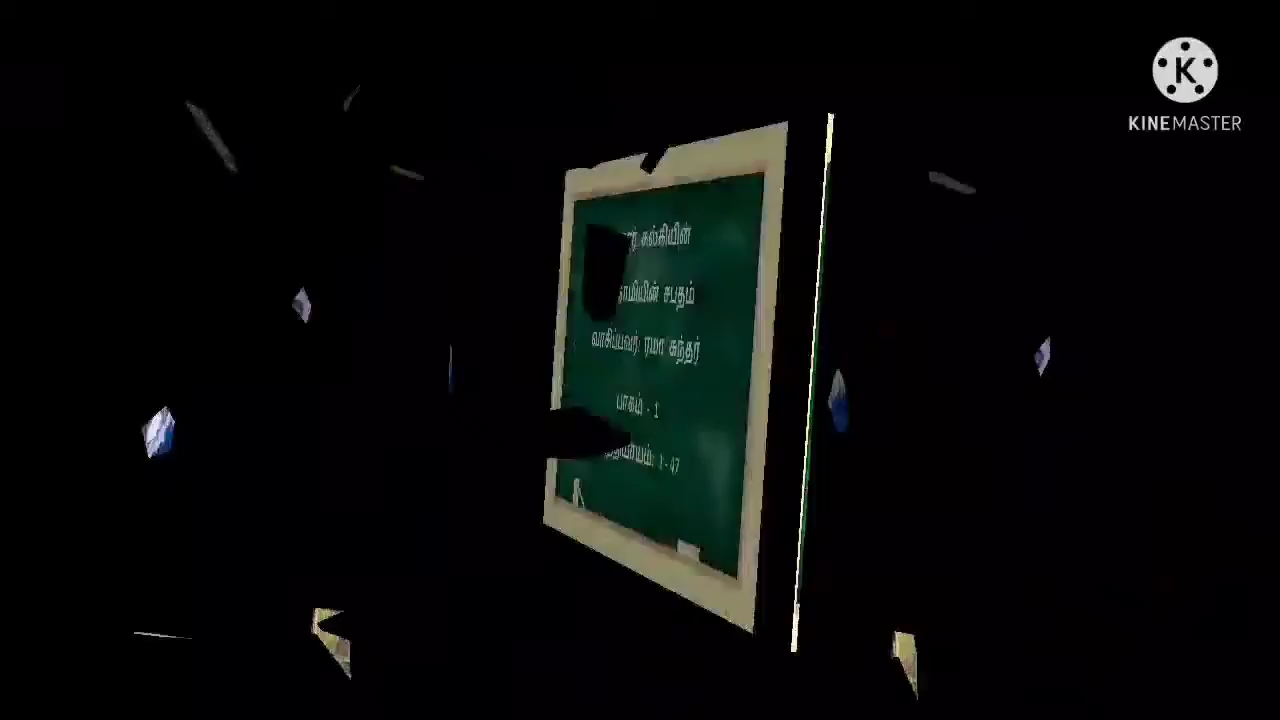 கல்கியின்
சபதம்
வாசிப்பவர்: ரமா சுந்தர்
பாகம் - 1
1-47
KINEMASTER